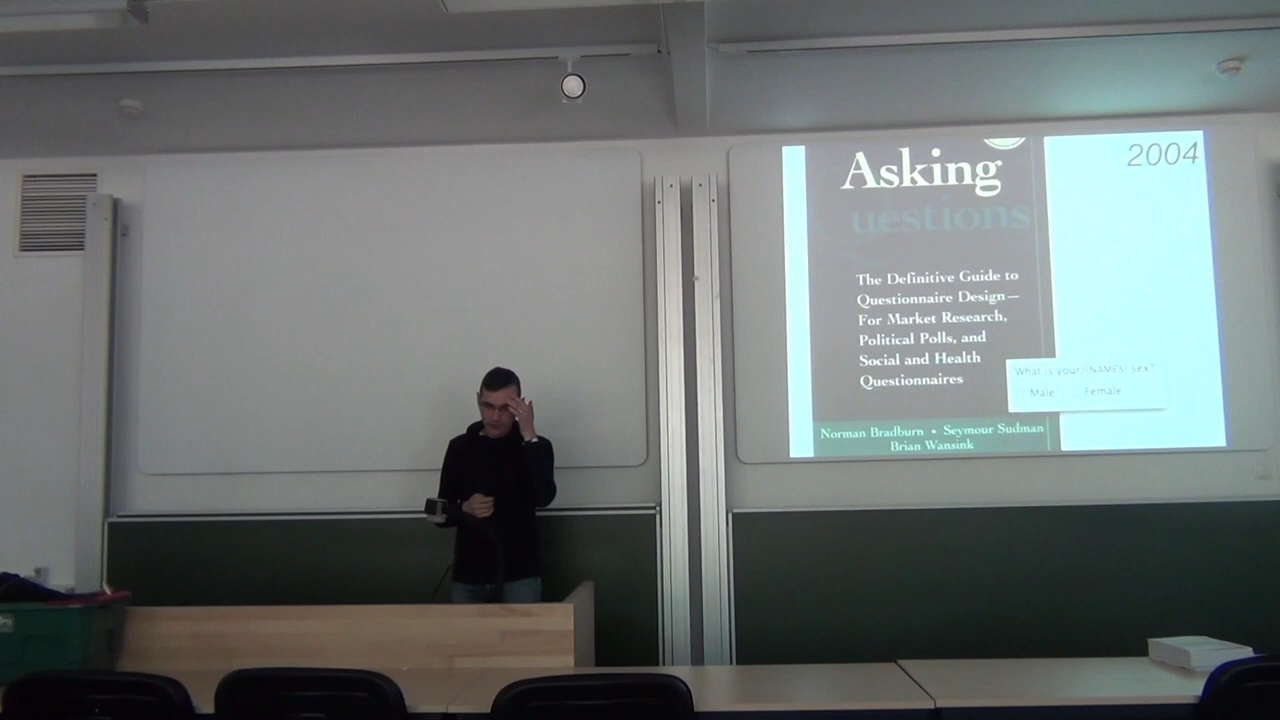 Asking
uestions
The Definitive Guide to
Questionnaire Design—
For Market Research,
Political Polls, and
Social and Health
Questionnaires
Norman Bradburn • Seymour Sudman
Brian Wansink
2004
What is your/(NAMES) sex?
Male Female